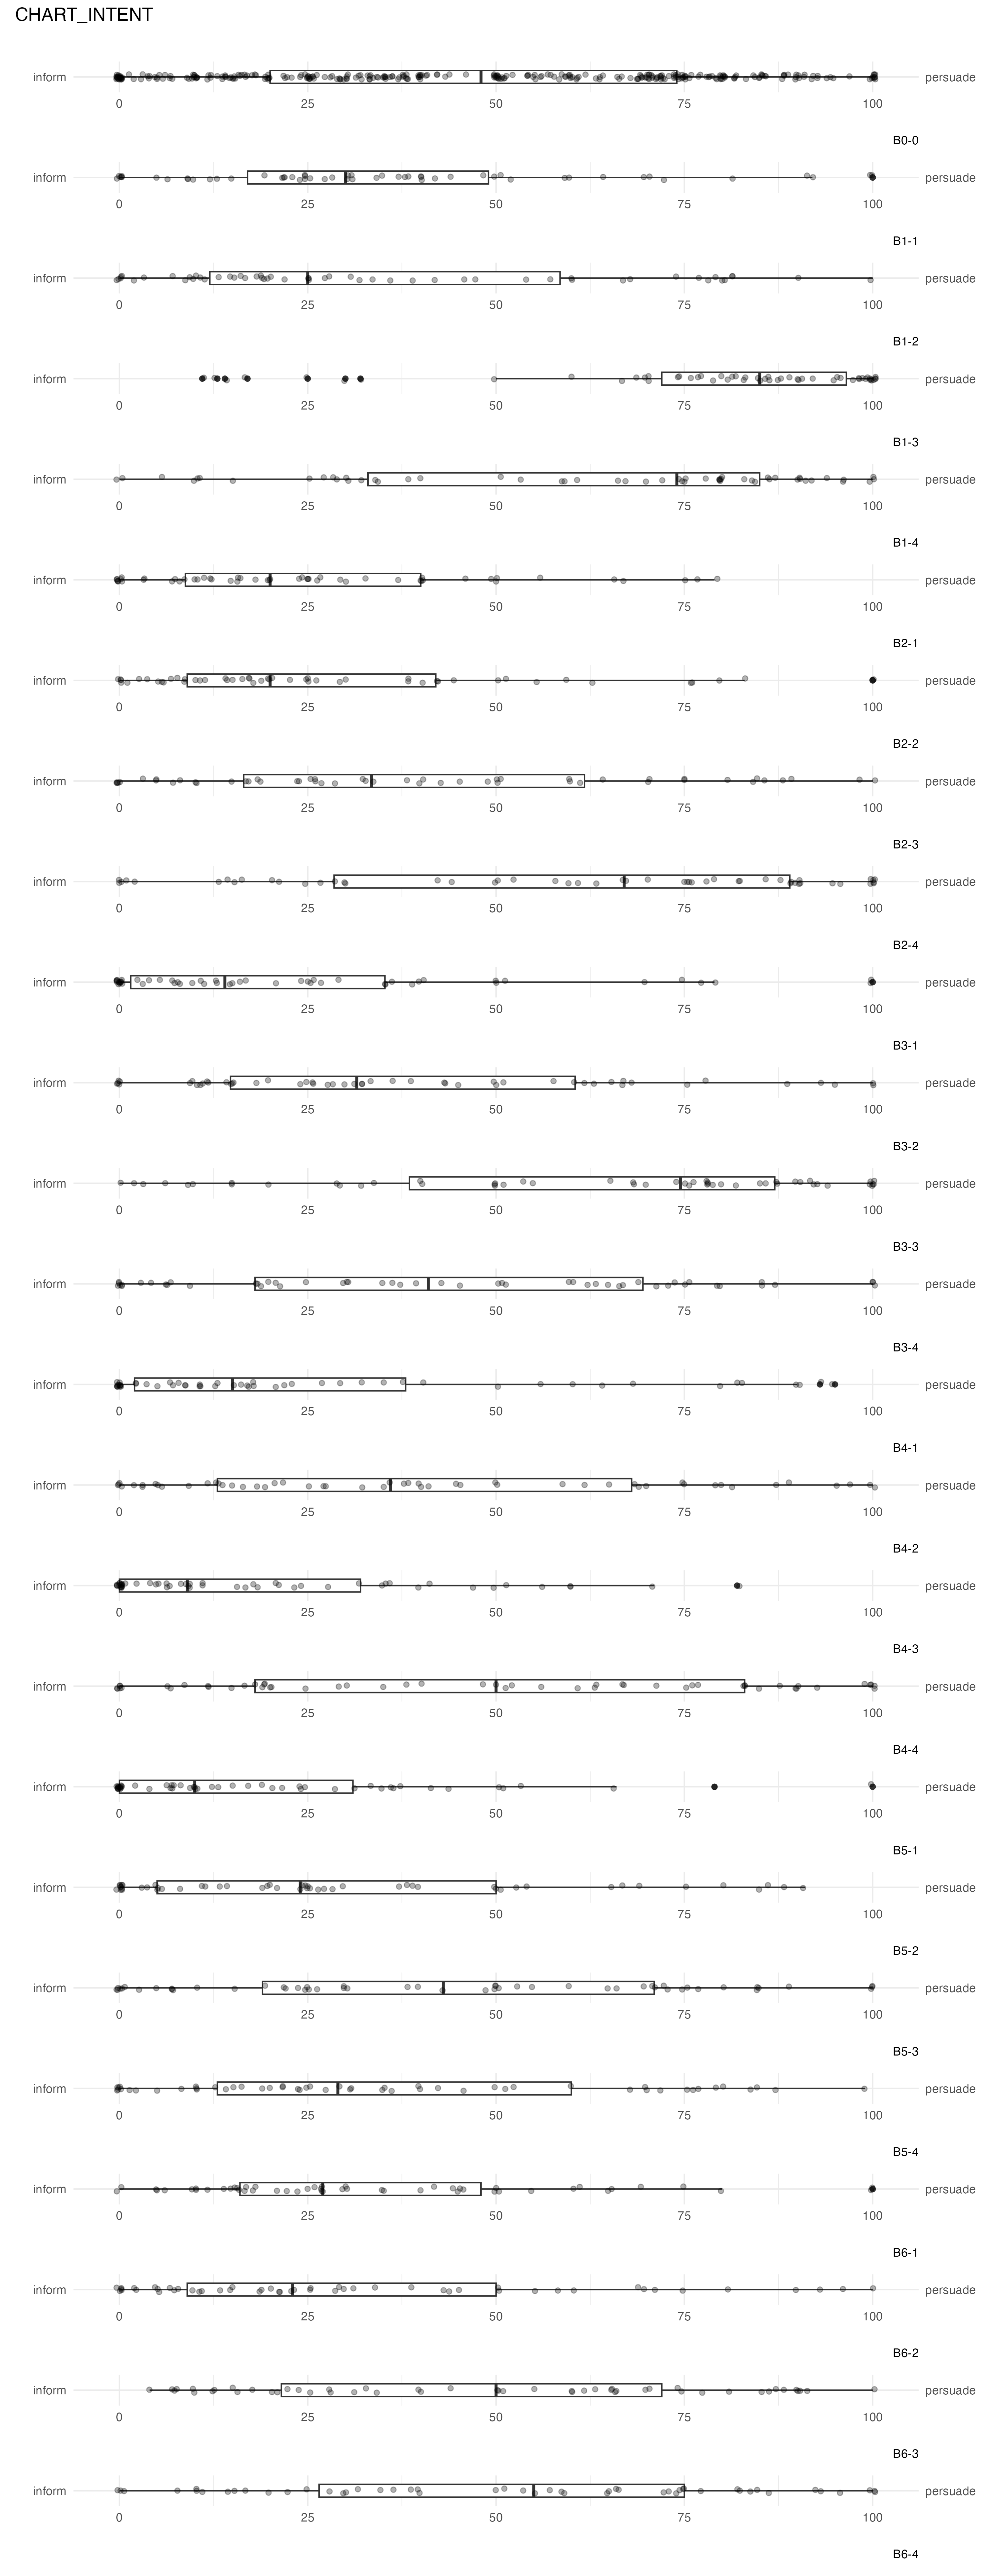 CHART_INTENT
inform persuade
0 25 50 75 100
B0-0
inform persuade
0 25 50 75 100
B1-1
inform persuade
0 25 50 75 100
B1-2
inform persuade
0 25 50 75 100
B1-3
inform persuade
0 25 50 75 100
B1-4
inform persuade
0 25 50 75 100
B2-1
inform persuade
0 25 50 75 100
B2-2
inform persuade
0 25 50 75 100
B2-3
inform persuade
0 25 50 75 100
B2-4
inform persuade
0 25 50 75 100
B3-1
inform persuade
0 25 50 75 100
B3-2
inform persuade
0 25 50 75 100
B3-3
inform persuade
0 25 50 75 100
B3-4
inform persuade
0 25 50 75 100
B4-1
inform persuade
0 25 50 75 100
B4-2
inform persuade
0 25 50 75 100
B4-3
inform persuade
0 25 50 75 100
B4-4
inform persuade
0 25 50 75 100
B5-1
inform persuade
0 25 50 75 100
B5-2
inform persuade
0 25 50 75 100
B5-3
inform persuade
0 25 50 75 100
B5-4
inform persuade
0 25 50 75 100
B6-1
inform persuade
0 25 50 75 100
B6-2
inform persuade
0 25 50 75 100
B6-3
inform persuade
0 25 50 75 100
B6-4